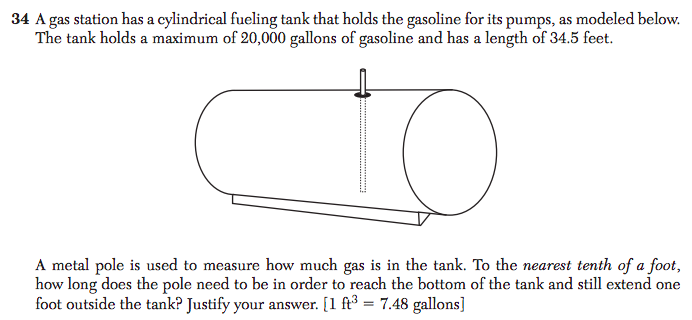 34 A gas station has a cylindrical fueling tank that holds the gasoline for its pumps, as modeled below.
The tank holds a maximum of 20,000 gallons of gasoline and has a length of 34.5 feet.
A metal pole is used to measure how much gas is in the tank. To the nearest tenth of a foot,
how long does the pole need to be in order to reach the bottom of the tank and still extend one
foot outside the tank? Justify your answer. [1 ft³ = 7.48 gallons]